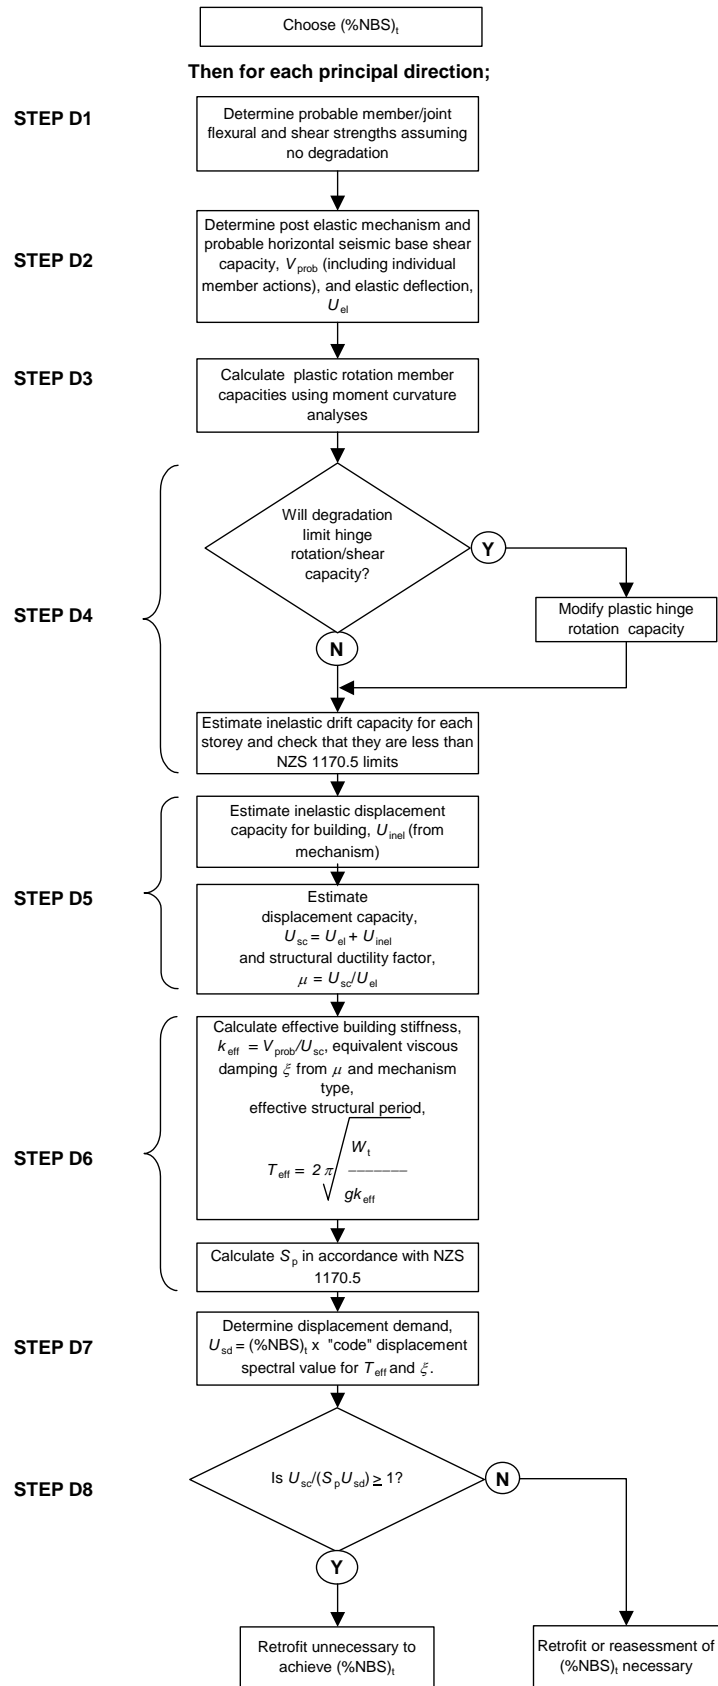 Choose (%NBS)t
Then for each principal direction;
STEP D1
Determine probable member/joint
flexural and shear strengths assuming
no degradation
STEP D2
Determine post elastic mechanism and
probable horizontal seismic base shear
capacity, Vprob (including individual
member actions), and elastic deflection,
Uel
STEP D3
Calculate plastic rotation member
capacities using moment curvature
analyses
STEP D4
Will degradation
limit hinge
rotation/shear
capacity?
Y
Modify plastic hinge
rotation capacity
N
Estimate inelastic drift capacity for each
storey and check that they are less than
NZS 1170.5 limits
STEP D5
Estimate inelastic displacement
capacity for building, Uinel (from
mechanism)
Estimate
displacement capacity,
Usc = Uel + Uinel
and structural ductility factor,
μ = Usc/Uel
STEP D6
Calculate effective building stiffness,
keff = Vprob/Usc, equivalent viscous
damping ξ from μ and mechanism
type,
effective structural period,
Teff = 2π√(Wt / gkeff)
Calculate Sp in accordance with NZS
1170.5
STEP D7
Determine displacement demand,
Usd = (%NBS)t x "code" displacement
spectral value for Teff and ξ.
STEP D8
Is Usc/(SpUsd) ≥ 1?
N
Y
Retrofit unnecessary to
achieve (%NBS)t
Retrofit or reassessment of
(%NBS)t necessary